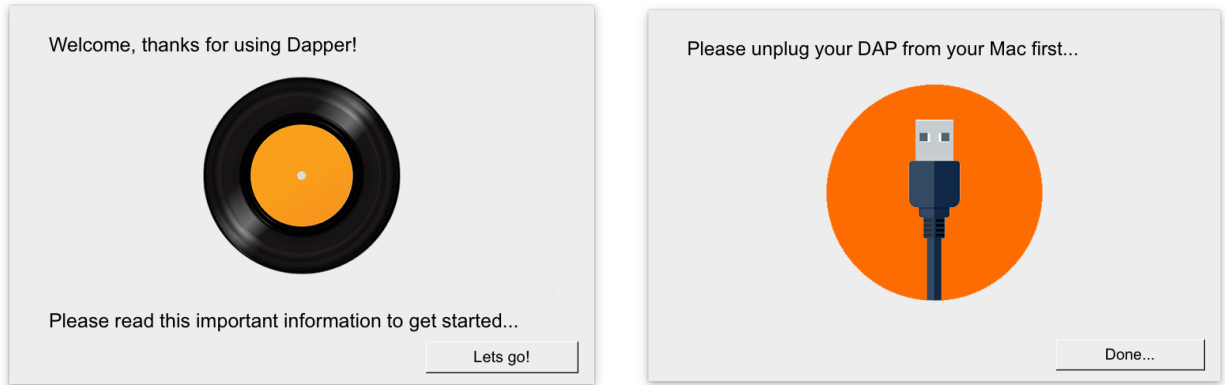 Welcome, thanks for using Dapper!
Please read this important information to get started...
Lets go!
Please unplug your DAP from your Mac first...
Done...